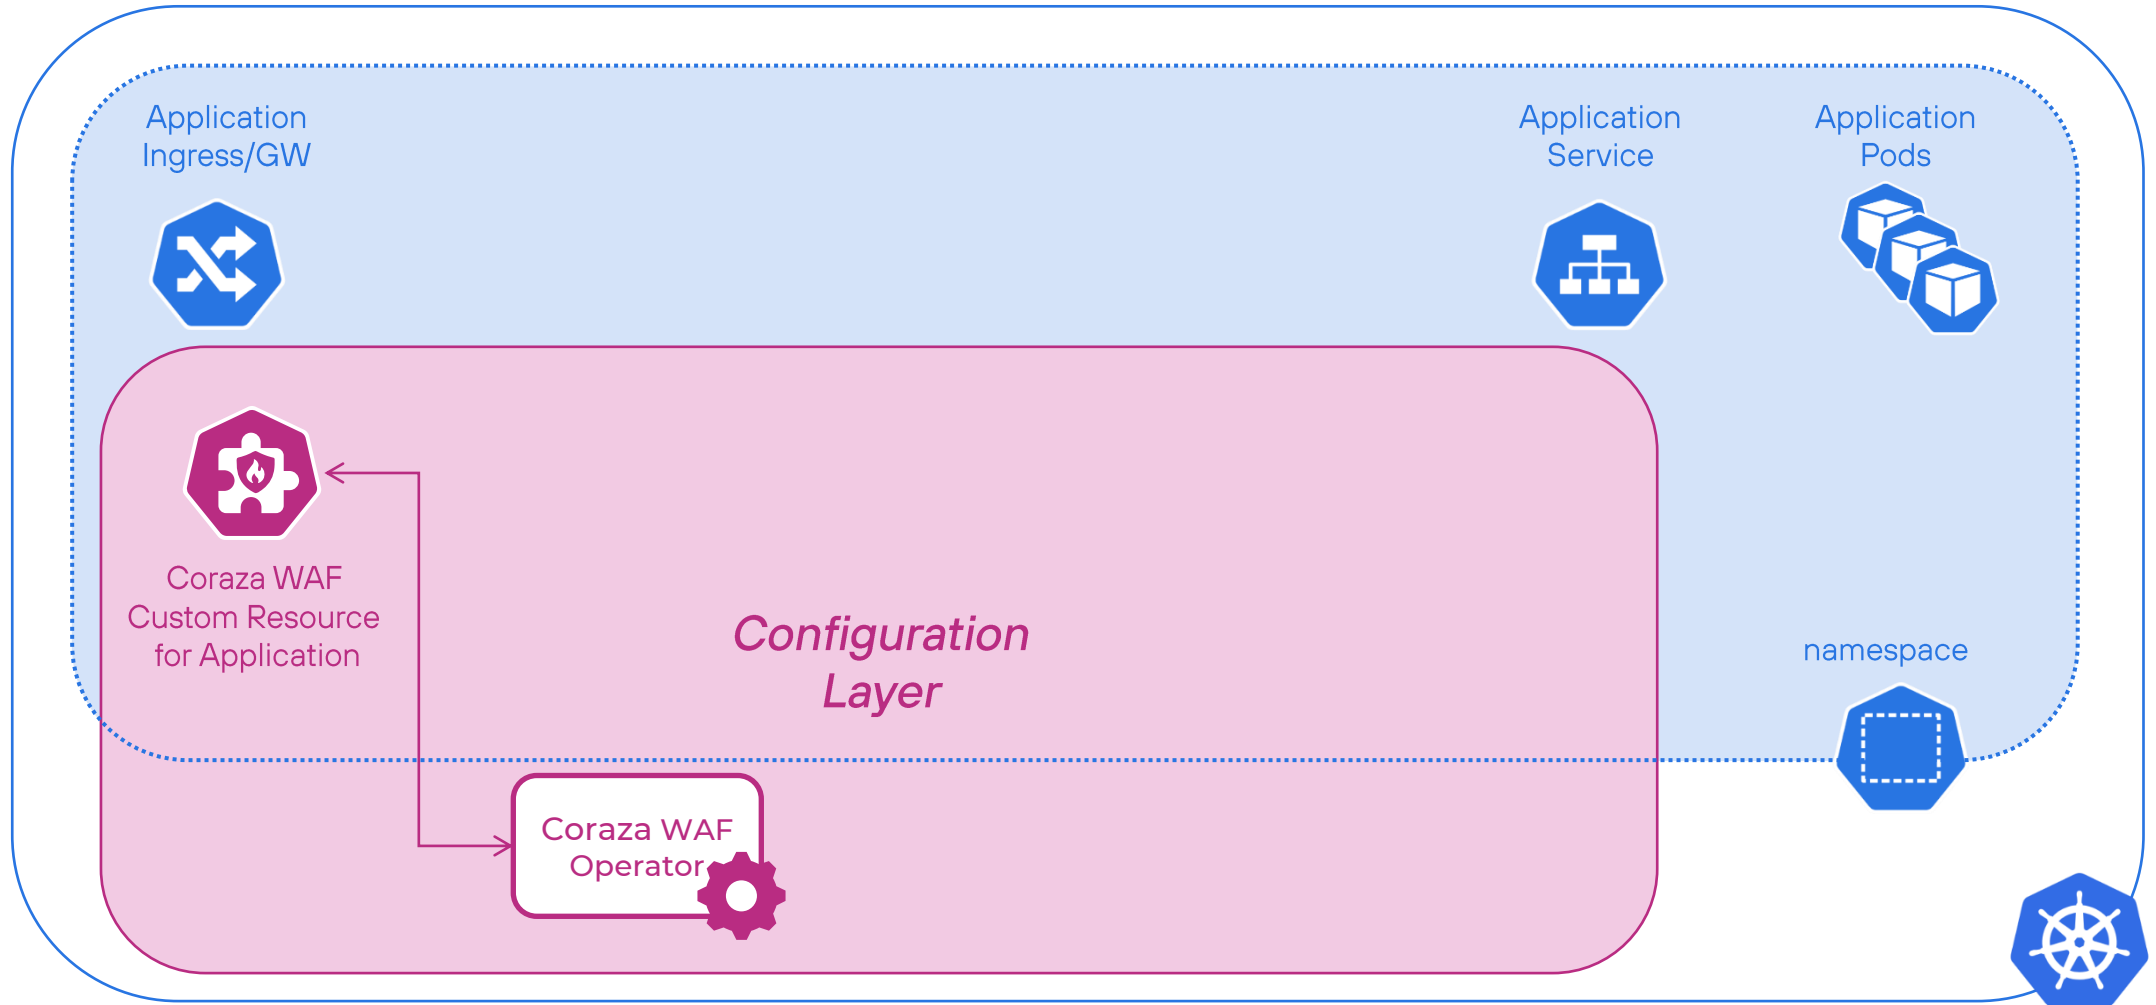 Application
Ingress/GW
Application
Service
Application
Pods
Coraza WAF
Custom Resource
for Application
Configuration
Layer
namespace
Coraza WAF
Operator